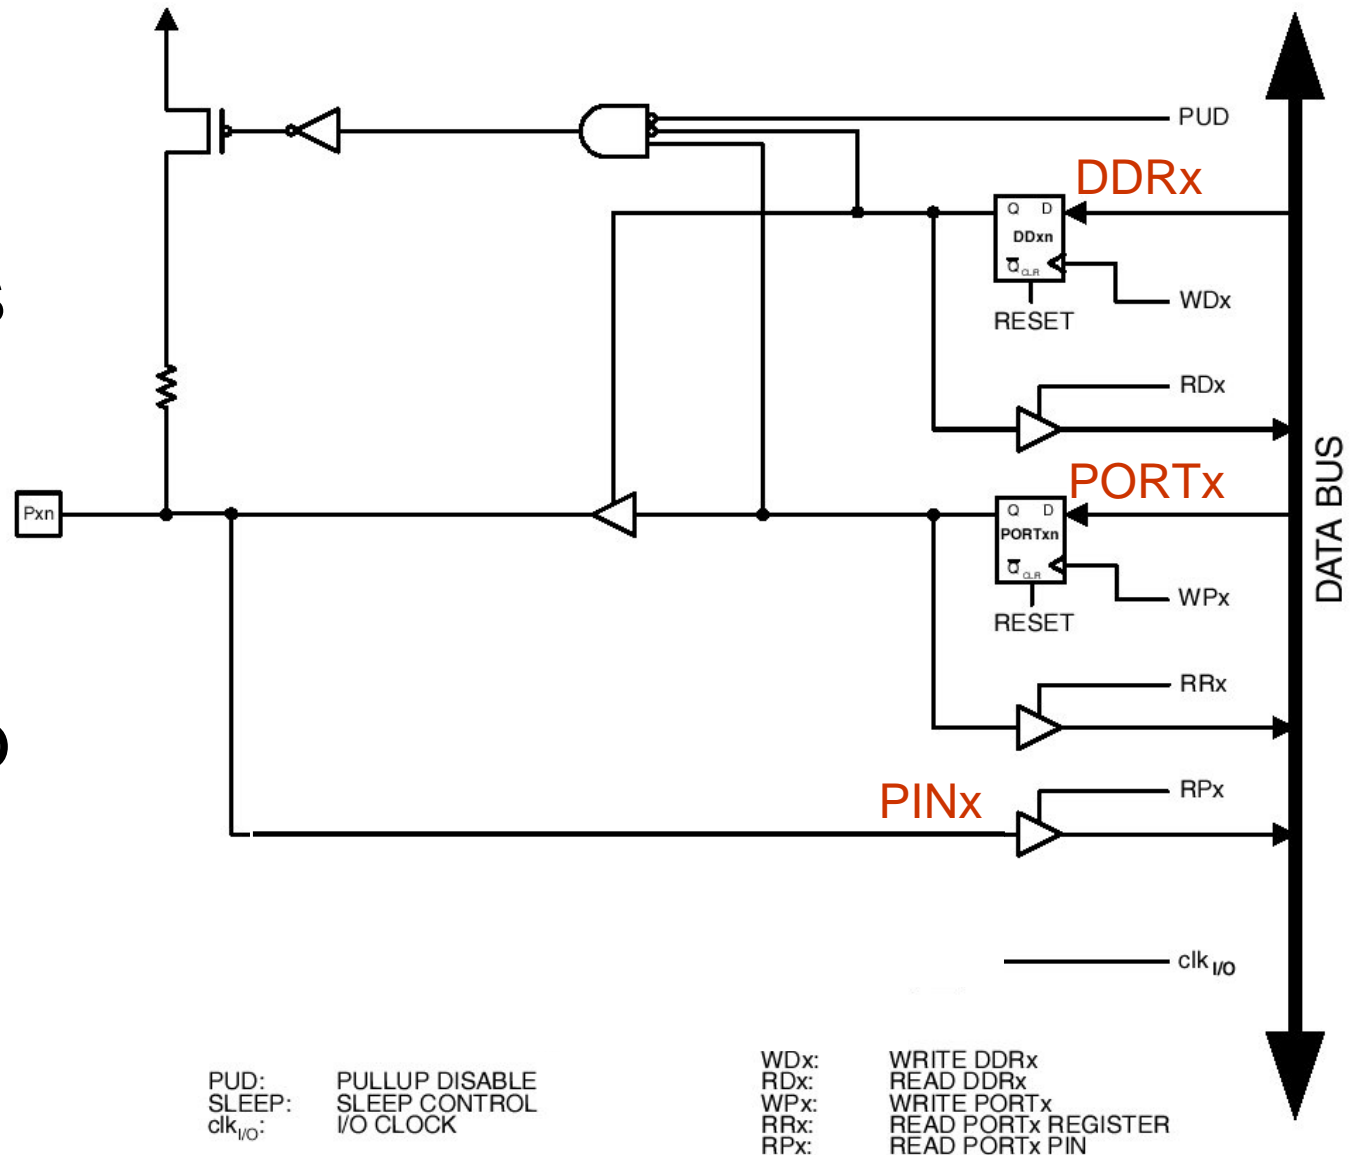 PUD
DDRx
Q D
DDxn
Q CLR
WDx
RESET
RDx
PORTx
Pxn
Q D
PORTxn
Q CLR
DATA BUS
WPx
RESET
RRx
PINx
RPx
clk I/O
PUD: PULLUP DISABLE
SLEEP: SLEEP CONTROL
clk I/O: I/O CLOCK
WDx: WRITE DDRx
RDx: READ DDRx
WPx: WRITE PORTx
RRx: READ PORTx REGISTER
RPx: READ PORTx PIN